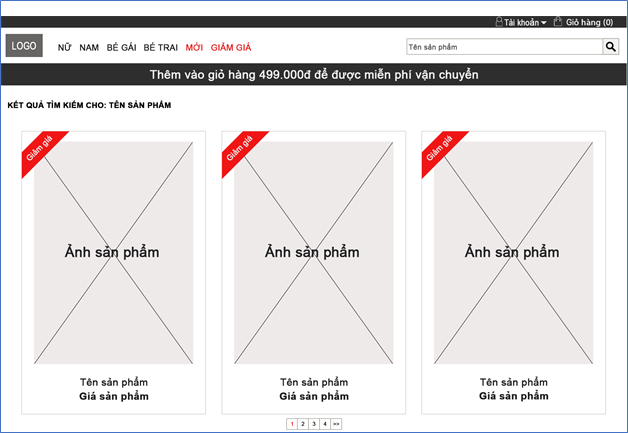 Tài khoản Giỏ hàng (0)
LOGO NỮ NAM BÉ GÁI BÉ TRAI MỚI GIẢM GIÁ Tên sản phẩm
Thêm vào giỏ hàng 499.000đ để được miễn phí vận chuyển
KẾT QUẢ TÌM KIẾM CHO: TÊN SẢN PHẨM
Giảm giá Giảm giá Giảm giá
Ảnh sản phẩm Ảnh sản phẩm Ảnh sản phẩm
Tên sản phẩm Tên sản phẩm Tên sản phẩm
Giá sản phẩm Giá sản phẩm Giá sản phẩm
1 2 3 4 >>